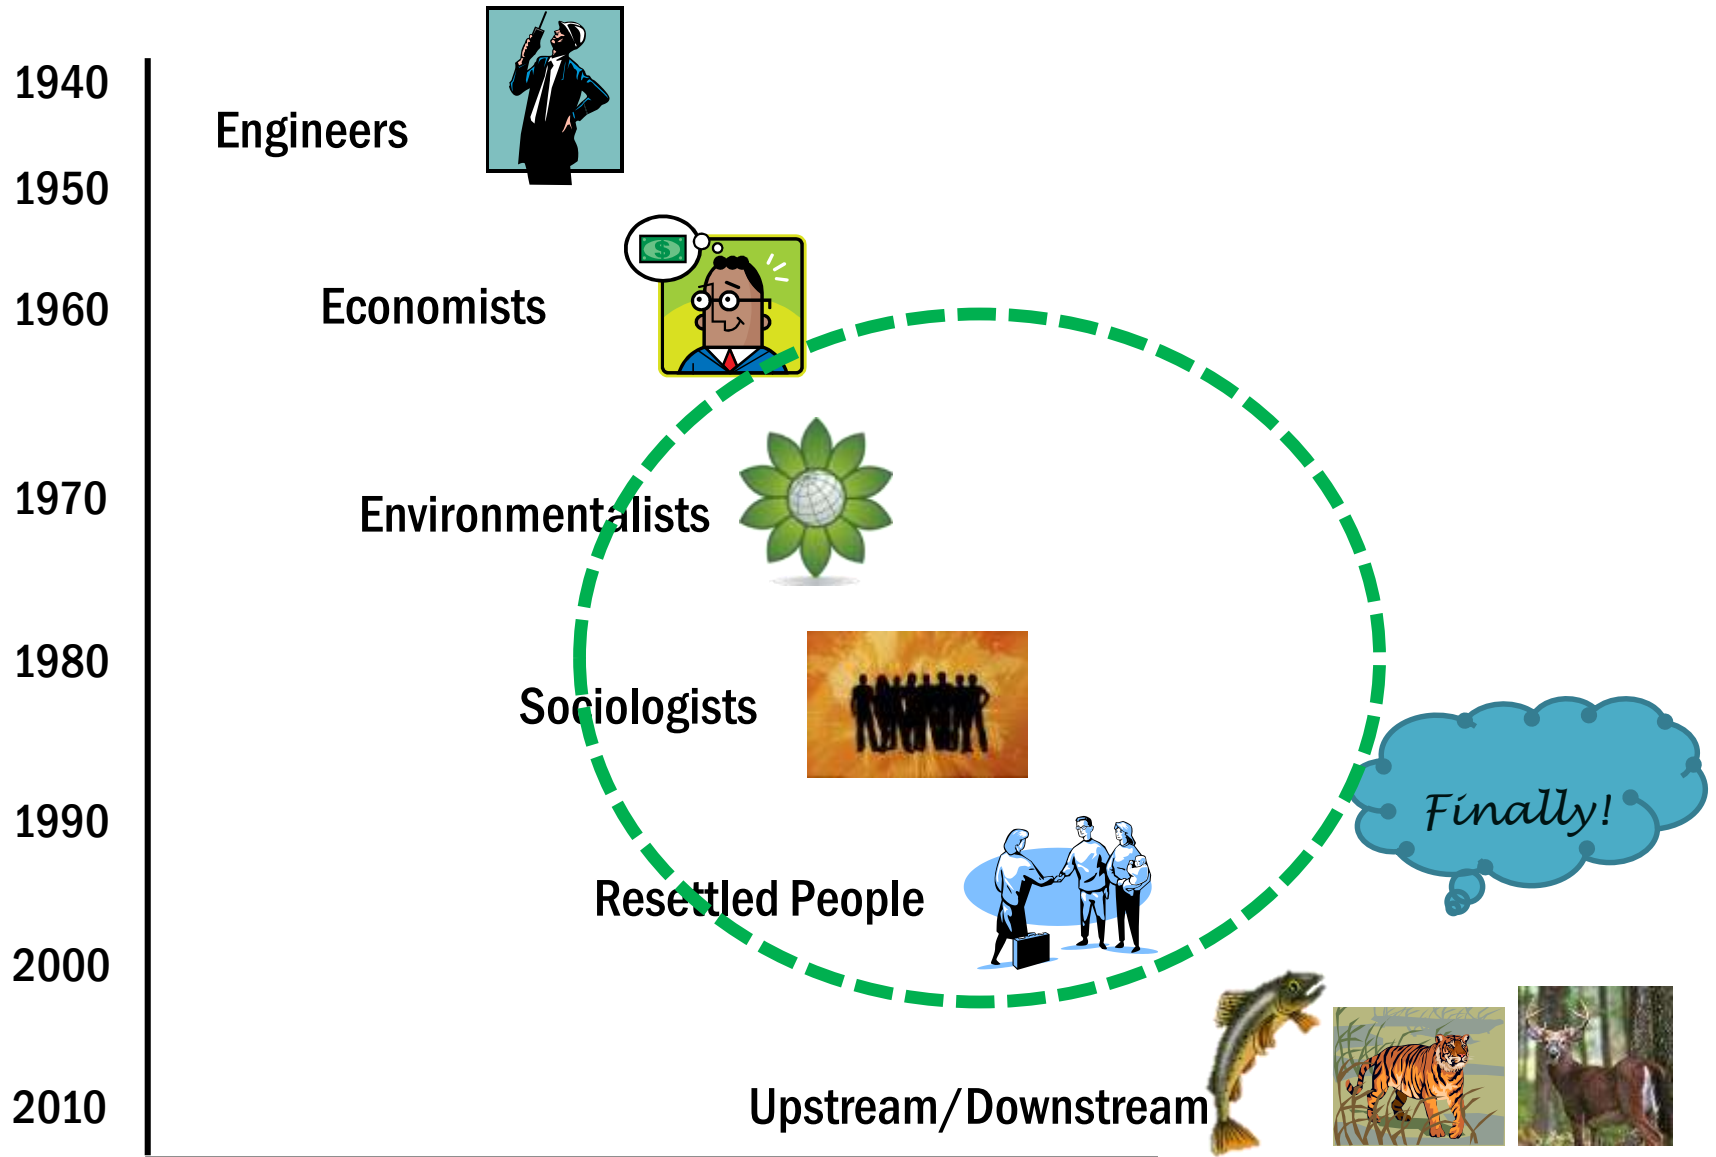 1940
Engineers
1950
$
Economists
1960
1970
Environmentalists
1980
Sociologists
Finally!
1990
Resettled People
2000
2010
Upstream/Downstream